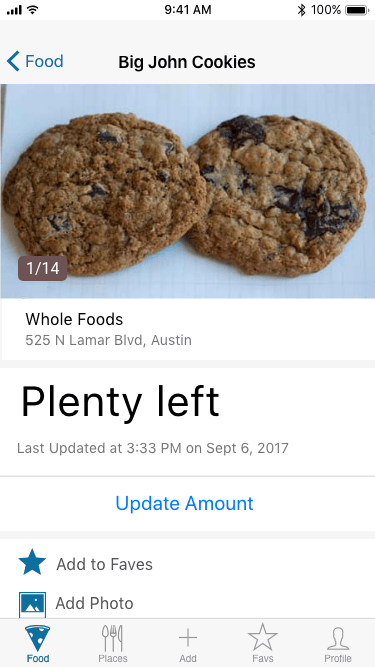 9:41 AM
100%
Food
Big John Cookies
1/14
Whole Foods
525 N Lamar Blvd, Austin
Plenty left
Last Updated at 3:33 PM on Sept 6, 2017
Update Amount
Add to Faves
Add Photo
Food
Places
Add
Favs
Profile